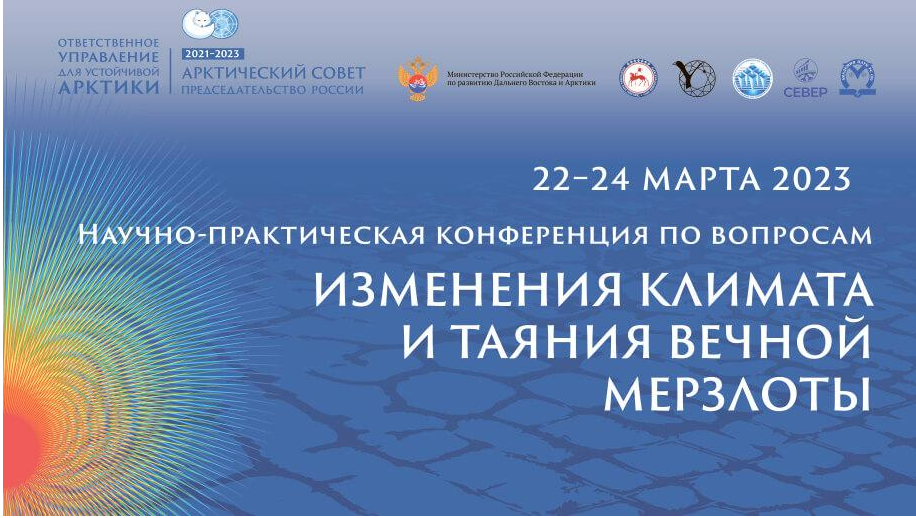 ОТВЕТСТВЕННОЕ
УПРАВЛЕНИЕ
ДЛЯ УСТОЙЧИВОЙ
АРКТИКИ
2021–2023
АРКТИЧЕСКИЙ СОВЕТ
ПРЕДСЕДАТЕЛЬСТВО РОССИИ
Министерство Российской Федерации
по развитию Дальнего Востока и Арктики
СЕВЕР
22–24 МАРТА 2023
НАУЧНО-ПРАКТИЧЕСКАЯ КОНФЕРЕНЦИЯ ПО ВОПРОСАМ
ИЗМЕНЕНИЯ КЛИМАТА
И ТАЯНИЯ ВЕЧНОЙ
МЕРЗЛОТЫ